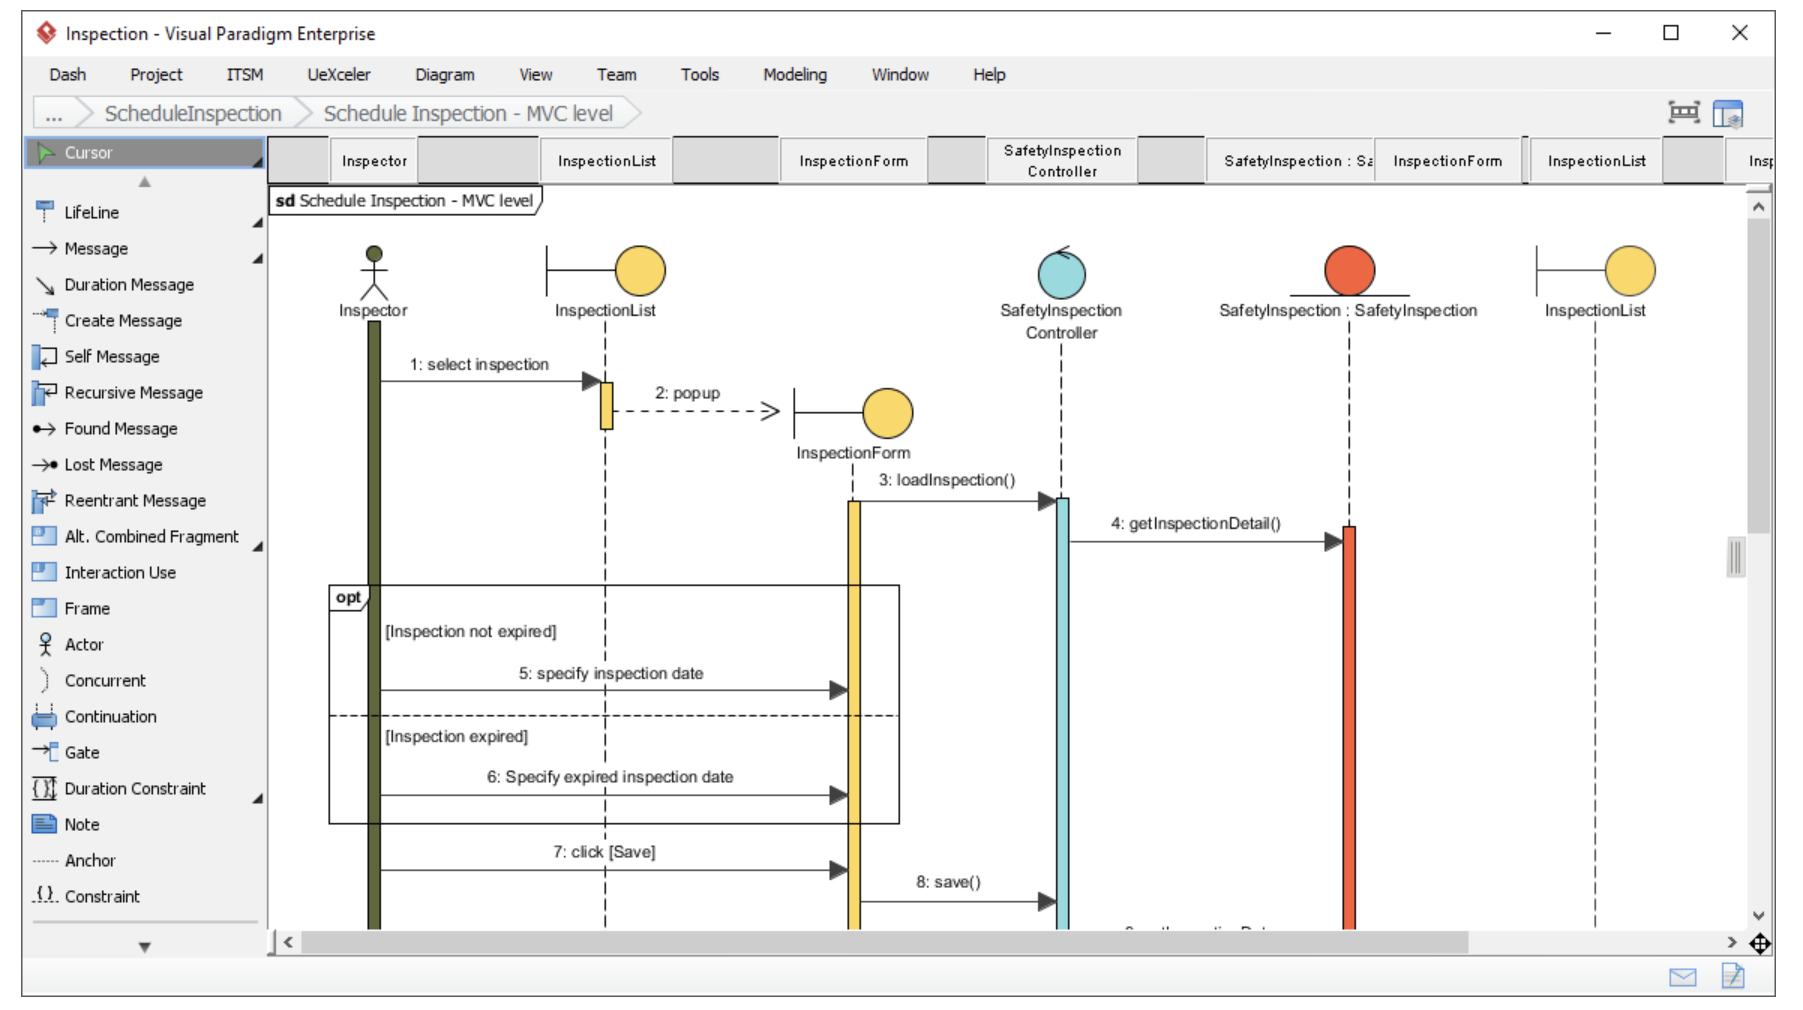 Inspection - Visual Paradigm Enterprise
Dash Project ITSM UeXceler Diagram View Team Tools Modeling Window Help
... ScheduleInspection Schedule Inspection - MVC level
Cursor
Inspector InspectionList InspectionForm SafetyInspection Controller SafetyInspection : Sa InspectionForm InspectionList Insp
sd Schedule Inspection - MVC level
LifeLine
Message
Duration Message
Create Message
Self Message
Recursive Message
Found Message
Lost Message
Reentrant Message
Alt. Combined Fragment
Interaction Use
Frame
Actor
Concurrent
Continuation
Gate
Duration Constraint
Note
Anchor
{ } Constraint
Inspector
InspectionList
SafetyInspection
Controller
SafetyInspection : SafetyInspection
InspectionList
1: select inspection
2: popup
InspectionForm
3: loadInspection()
4: getInspectionDetail()
opt
[Inspection not expired]
5: specify inspection date
[Inspection expired]
6: Specify expired inspection date
7: click [Save]
8: save()